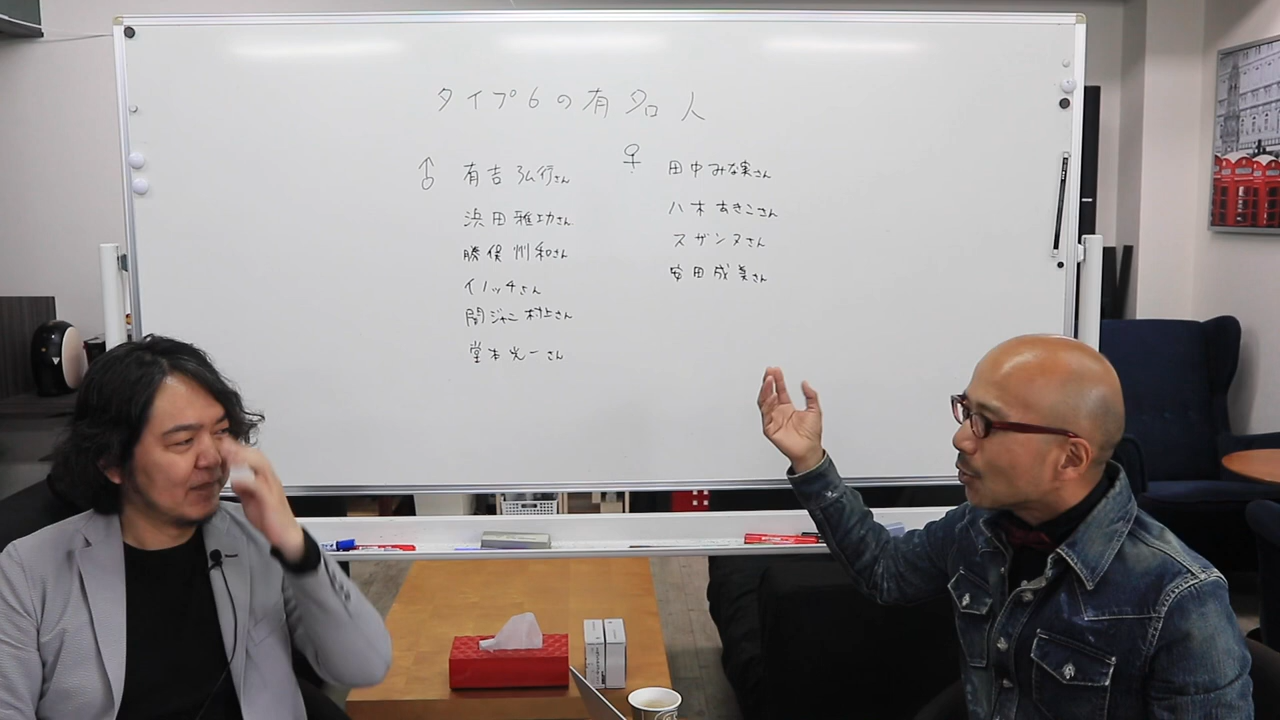 タイプ6の有名人
♂ 有吉弘行さん
浜田雅功さん
勝俣州和さん
イノッチさん
関ジャニ村上さん
堂本光一さん
♀ 田中みな実さん
八木あきこさん
スザンヌさん
安田成美さん